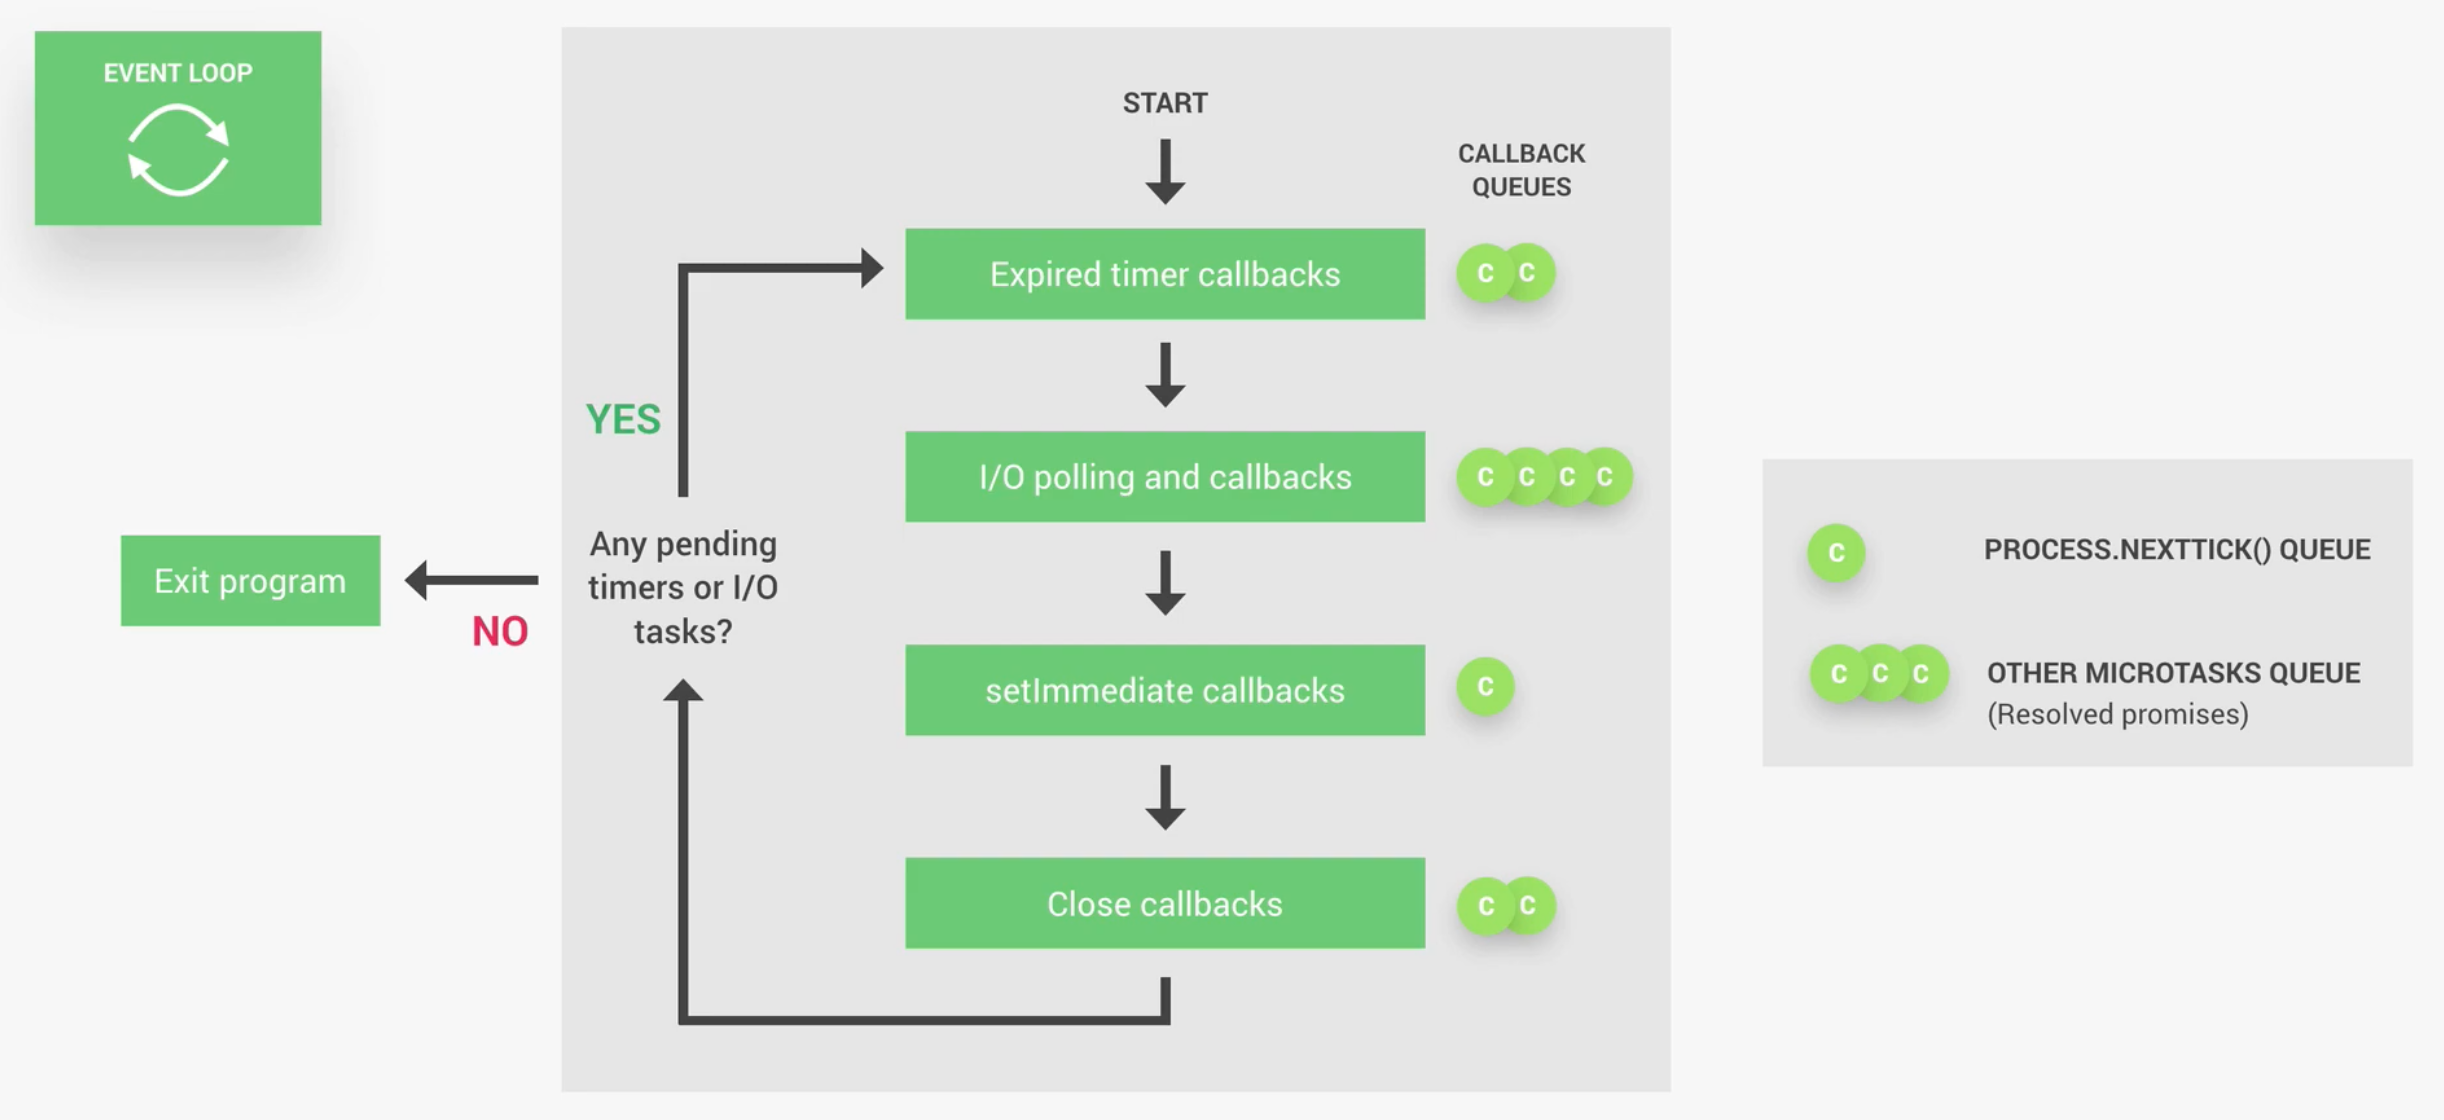 EVENT LOOP
START
CALLBACK
QUEUES
Expired timer callbacks
C C
YES
I/O polling and callbacks
C C C C
Any pending
timers or I/O
tasks?
Exit program
NO
setImmediate callbacks
C
Close callbacks
C C
C
PROCESS.NEXTTICK() QUEUE
C C C
OTHER MICROTASKS QUEUE
(Resolved promises)